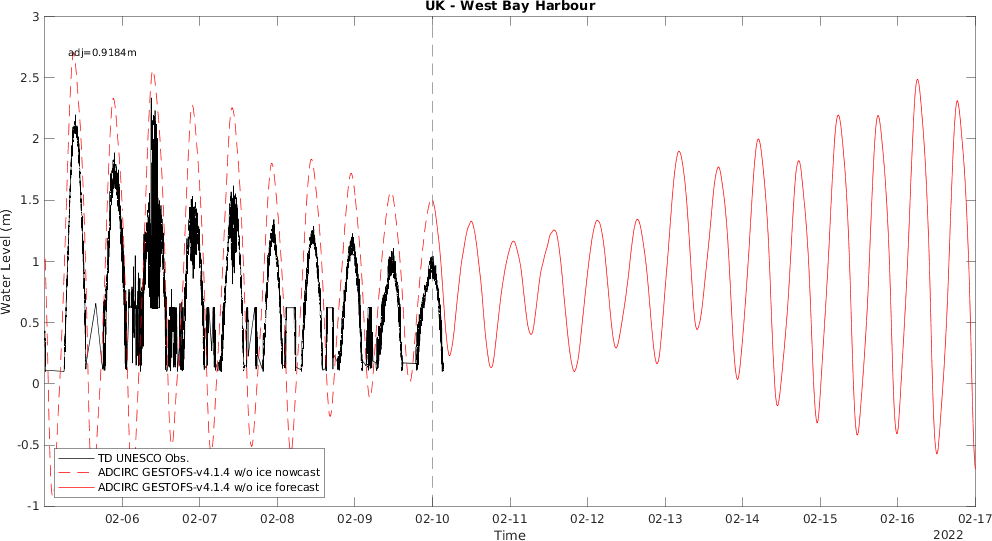 UK - West Bay Harbour
adj=0.9184m
Water Level (m)
3
2.5
2
1.5
1
0.5
0
-0.5
-1
TD UNESCO Obs.
ADCIRC GESTOFS-v4.1.4 w/o ice nowcast
ADCIRC GESTOFS-v4.1.4 w/o ice forecast
02-06 02-07 02-08 02-09 02-10 02-11 02-12 02-13 02-14 02-15 02-16 02-17
Time
2022